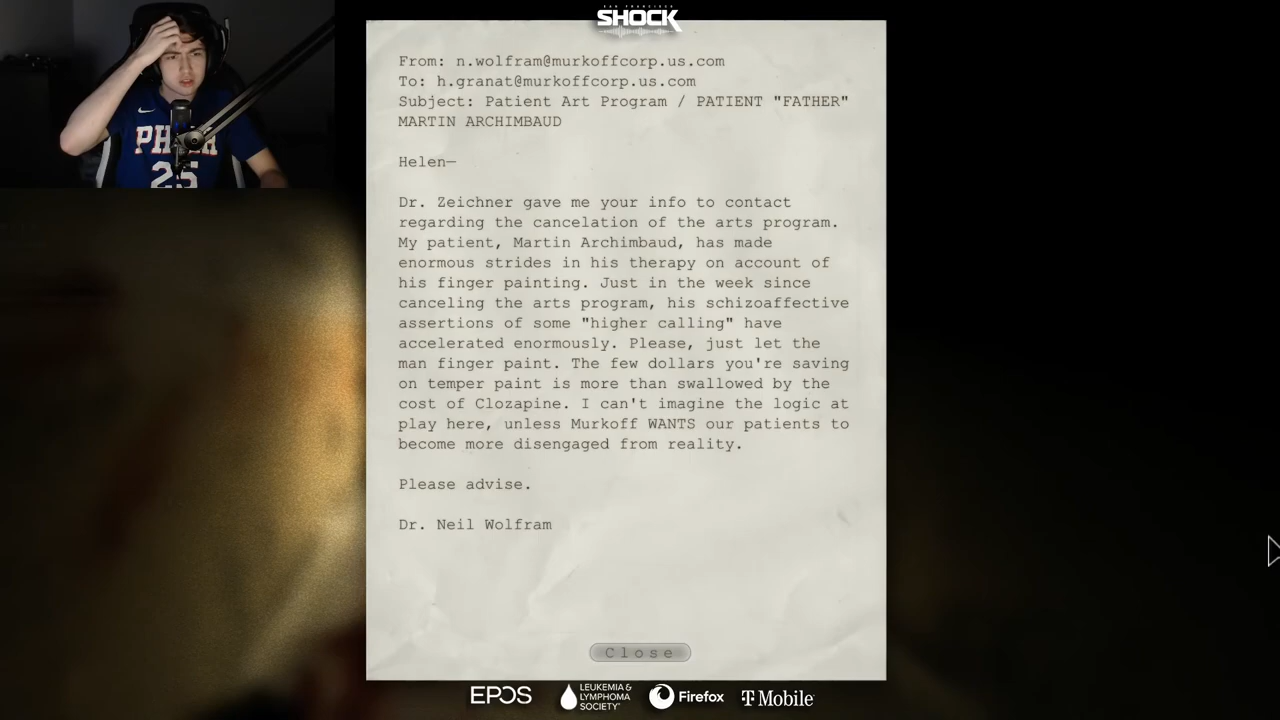 SAN FRANCISCO
SHOCK
From: n.wolfram@murkoffcorp.us.com
To: h.granat@murkoffcorp.us.com
Subject: Patient Art Program / PATIENT "FATHER"
MARTIN ARCHIMBAUD
Helen—
Dr. Zeichner gave me your info to contact
regarding the cancelation of the arts program.
My patient, Martin Archimbaud, has made
enormous strides in his therapy on account of
his finger painting. Just in the week since
canceling the arts program, his schizoaffective
assertions of some "higher calling" have
accelerated enormously. Please, just let the
man finger paint. The few dollars you're saving
on temper paint is more than swallowed by the
cost of Clozapine. I can't imagine the logic at
play here, unless Murkoff WANTS our patients to
become more disengaged from reality.
Please advise.
Dr. Neil Wolfram
Close
25
EPOS
LEUKEMIA &
LYMPHOMA
SOCIETY
Firefox
T Mobile